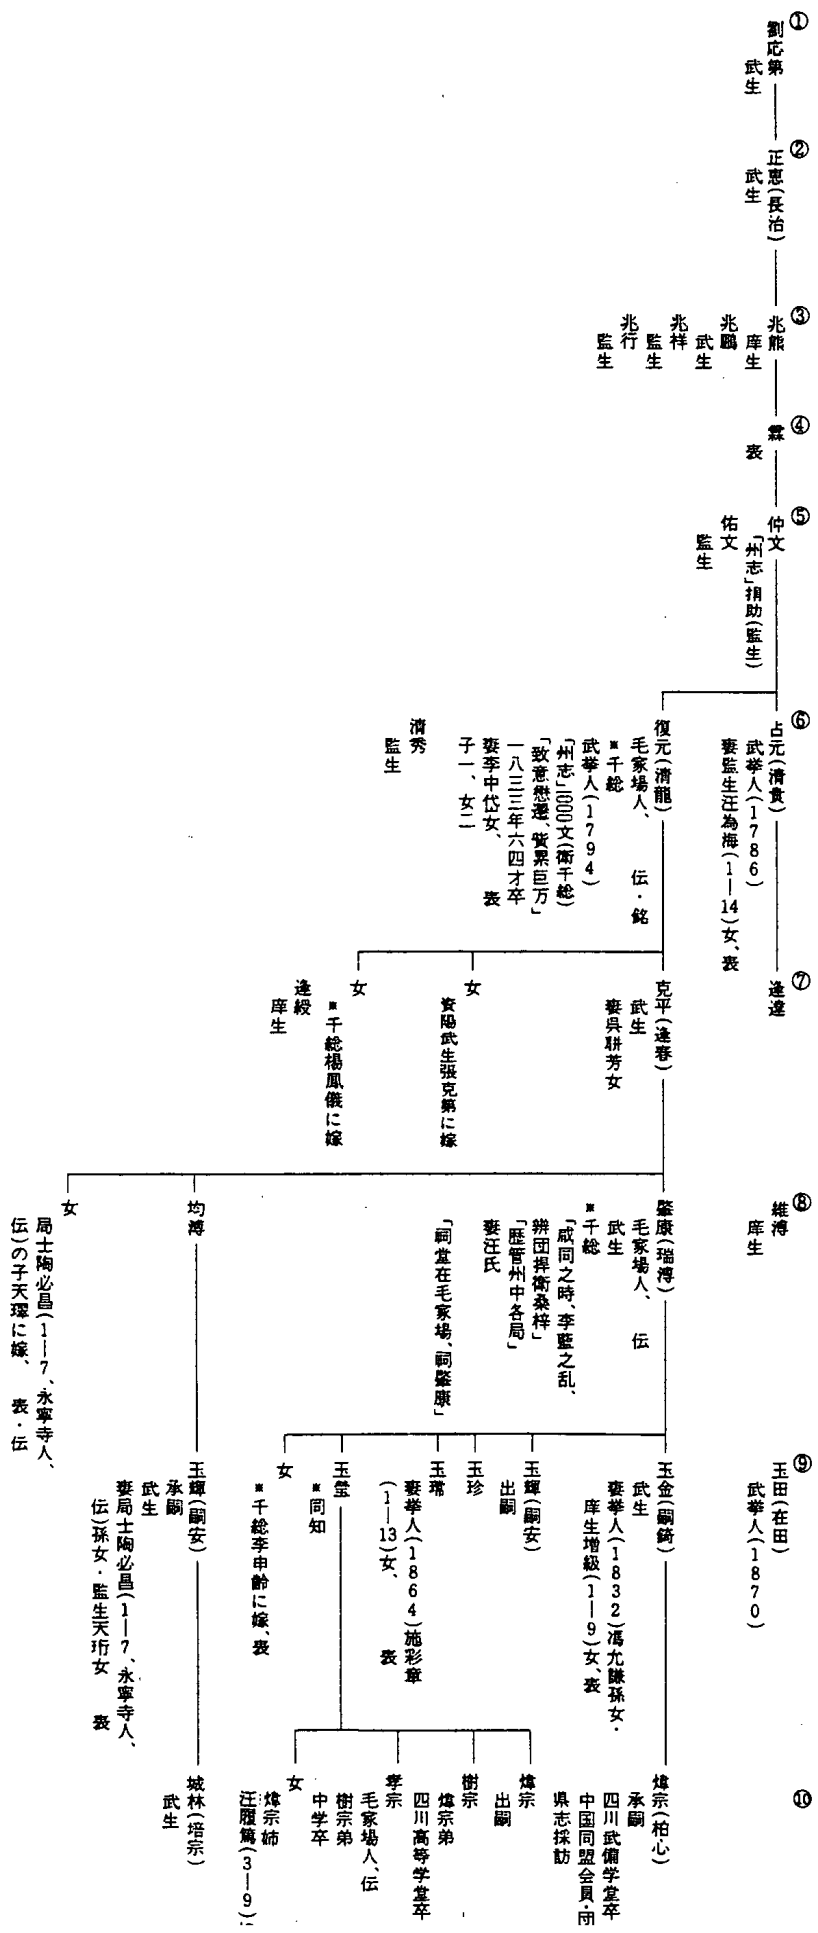 ①
劉応第
武生
②
正恵(長治)
武生
③
兆熊
庠生
兆鵬
武生
兆祥
監生
兆行
監生
④
霖
表
⑤
仲文
「州志」捐助(監生)
佑文
監生
⑥
占元(清貴)
武挙人(1786)
妻監生汪為海(1―14)女、表
復元(清龍)
毛家場人、 伝・銘
※千総
武挙人(1794)
「州志」1000文(衛千総)
「致意懋遷、貲累巨万」
一八三三年六四才卒
妻李中岱女、 表
子一、女二
清秀
監生
⑦
逢達
克平(逢春)
武生
妻呉聯芳女
女
資陽武生張克第に嫁
女
※千総楊鳳儀に嫁
逢綬
庠生
⑧
維溥
庠生
肇康(瑞溥)
毛家場人、 伝
武生
※千総
「咸同之時、李藍之乱、
辨団捍衛桑梓」
「歴管州中各局」
妻汪氏
「祠堂在毛家場、祠肇康」
均溥
女
局士陶必昌(1―7、永寧寺人、
伝)の子天璆に嫁、 表・伝
⑨
玉田(在田)
武挙人(1870)
玉金(嗣錡)
武生
妻挙人(1832)馮允謙孫女・
庠生増級(1―9)女、表
玉輝(嗣安)
出嗣
玉珍
玉常
妻挙人(1864)施彩章
(1―13)女、 表
玉瑩
※同知
女
※千総李申齢に嫁、表
玉輝(嗣安)
承嗣
武生
妻局士陶必昌(1―7、永寧寺人、
伝)孫女・監生天珩女 表
⑩
煒宗(柏心)
承嗣
四川武備学堂卒
中国同盟会員・団
県志採訪
煒宗
出嗣
樹宗
煒宗弟
四川高等学堂卒
孝宗
毛家場人、伝
樹宗弟
中学卒
女
煒宗姉
汪履篤(3―9)
城林(培宗)
武生